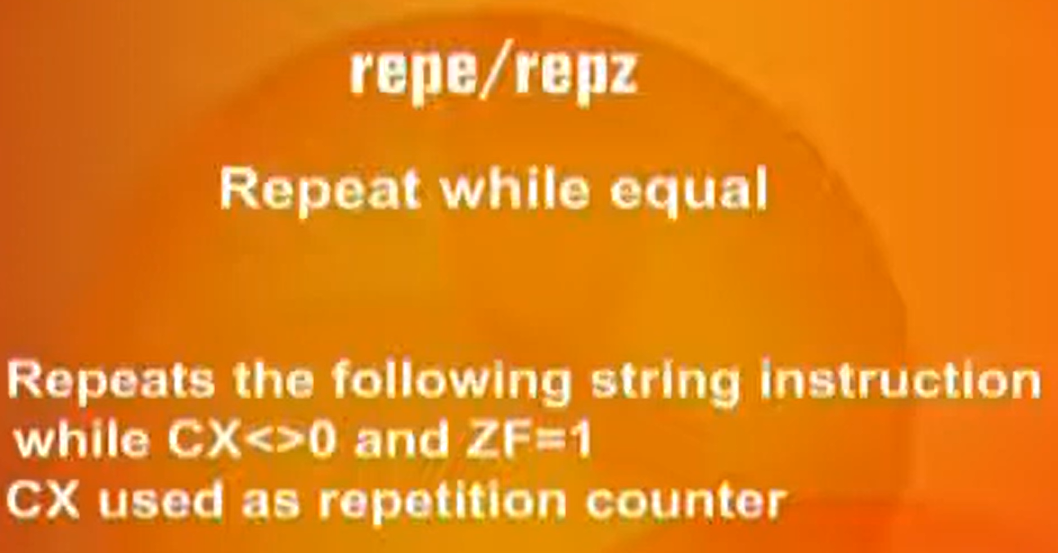 repe/repz
Repeat while equal
Repeats the following string instruction
while CX<>0 and ZF=1
CX used as repetition counter